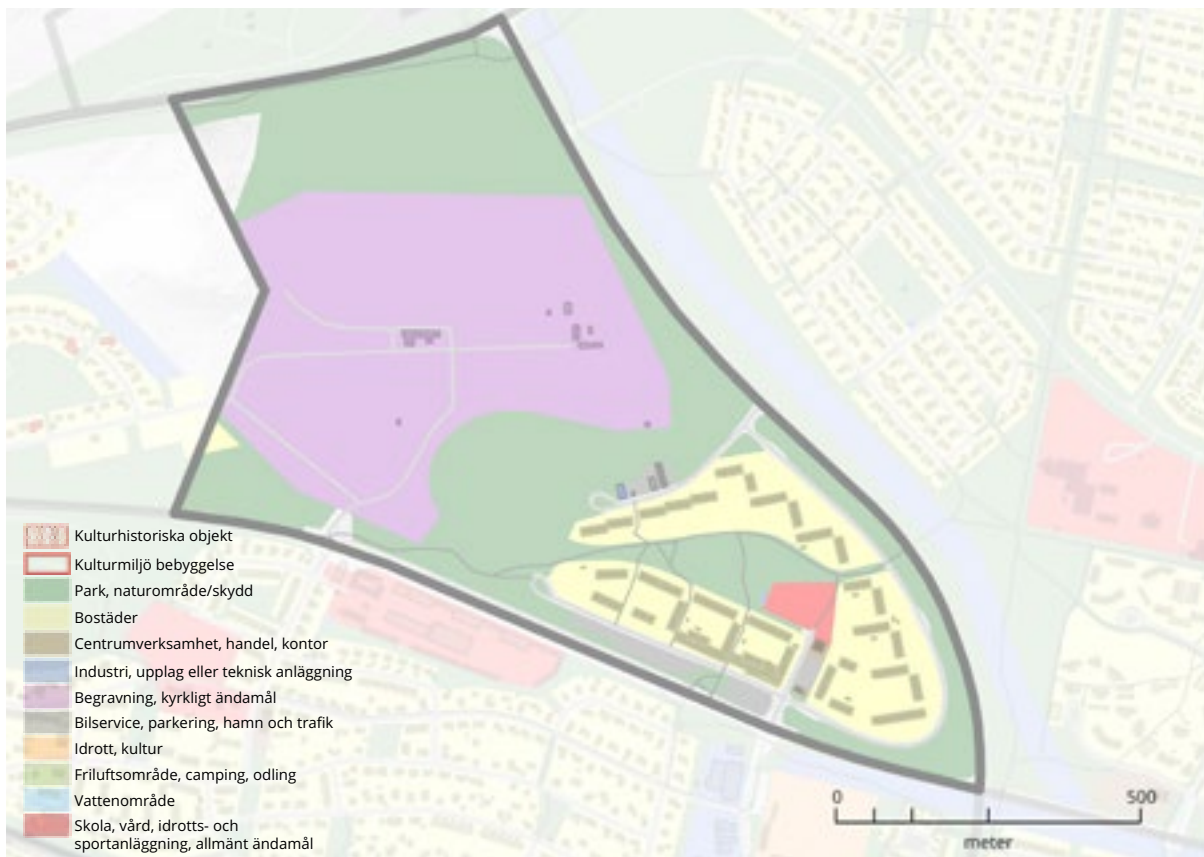 Kulturhistoriska objekt
Kulturmiljö bebyggelse
Park, naturområde/skydd
Bostäder
Centrumverksamhet, handel, kontor
Industri, upplag eller teknisk anläggning
Begravning, kyrkligt ändamål
Bilservice, parkering, hamn och trafik
Idrott, kultur
Friluftsområde, camping, odling
Vattenområde
Skola, vård, idrotts- och
sportanläggning, allmänt ändamål
0 500
meter